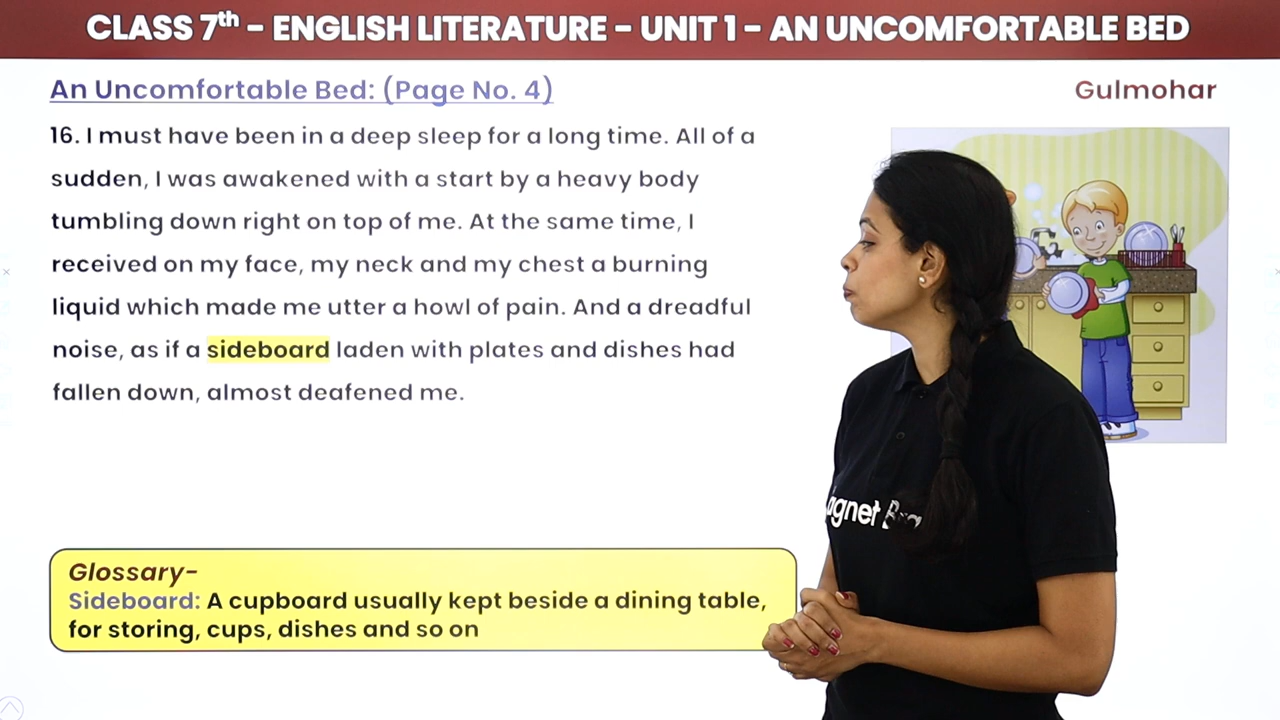 CLASS 7th - ENGLISH LITERATURE - UNIT 1 - AN UNCOMFORTABLE BED
An Uncomfortable Bed: (Page No. 4)
Gulmohar
16. I must have been in a deep sleep for a long time. All of a
sudden, I was awakened with a start by a heavy body
tumbling down right on top of me. At the same time, I
received on my face, my neck and my chest a burning
liquid which made me utter a howl of pain. And a dreadful
noise, as if a sideboard laden with plates and dishes had
fallen down, almost deafened me.
agnet Bra
Glossary-
Sideboard: A cupboard usually kept beside a dining table,
for storing, cups, dishes and so on